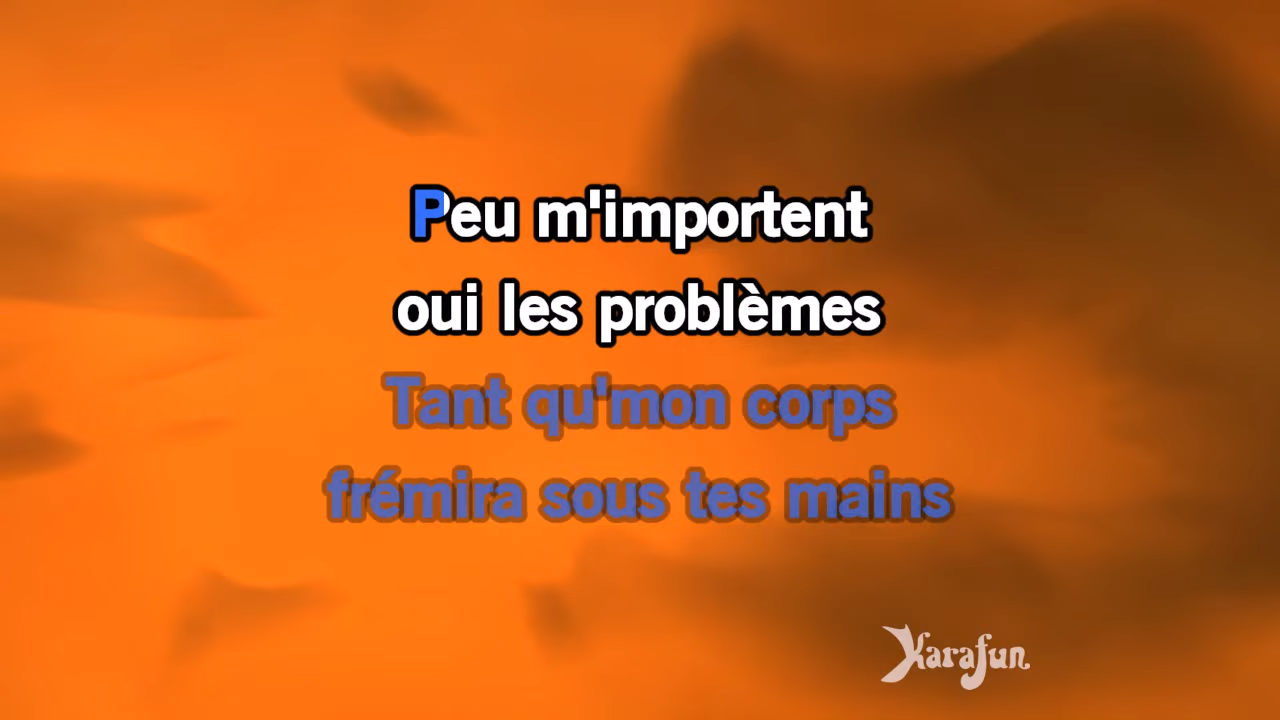 Peu m'importent
oui les problèmes
Tant qu'mon corps
frémira sous tes mains
Karafun